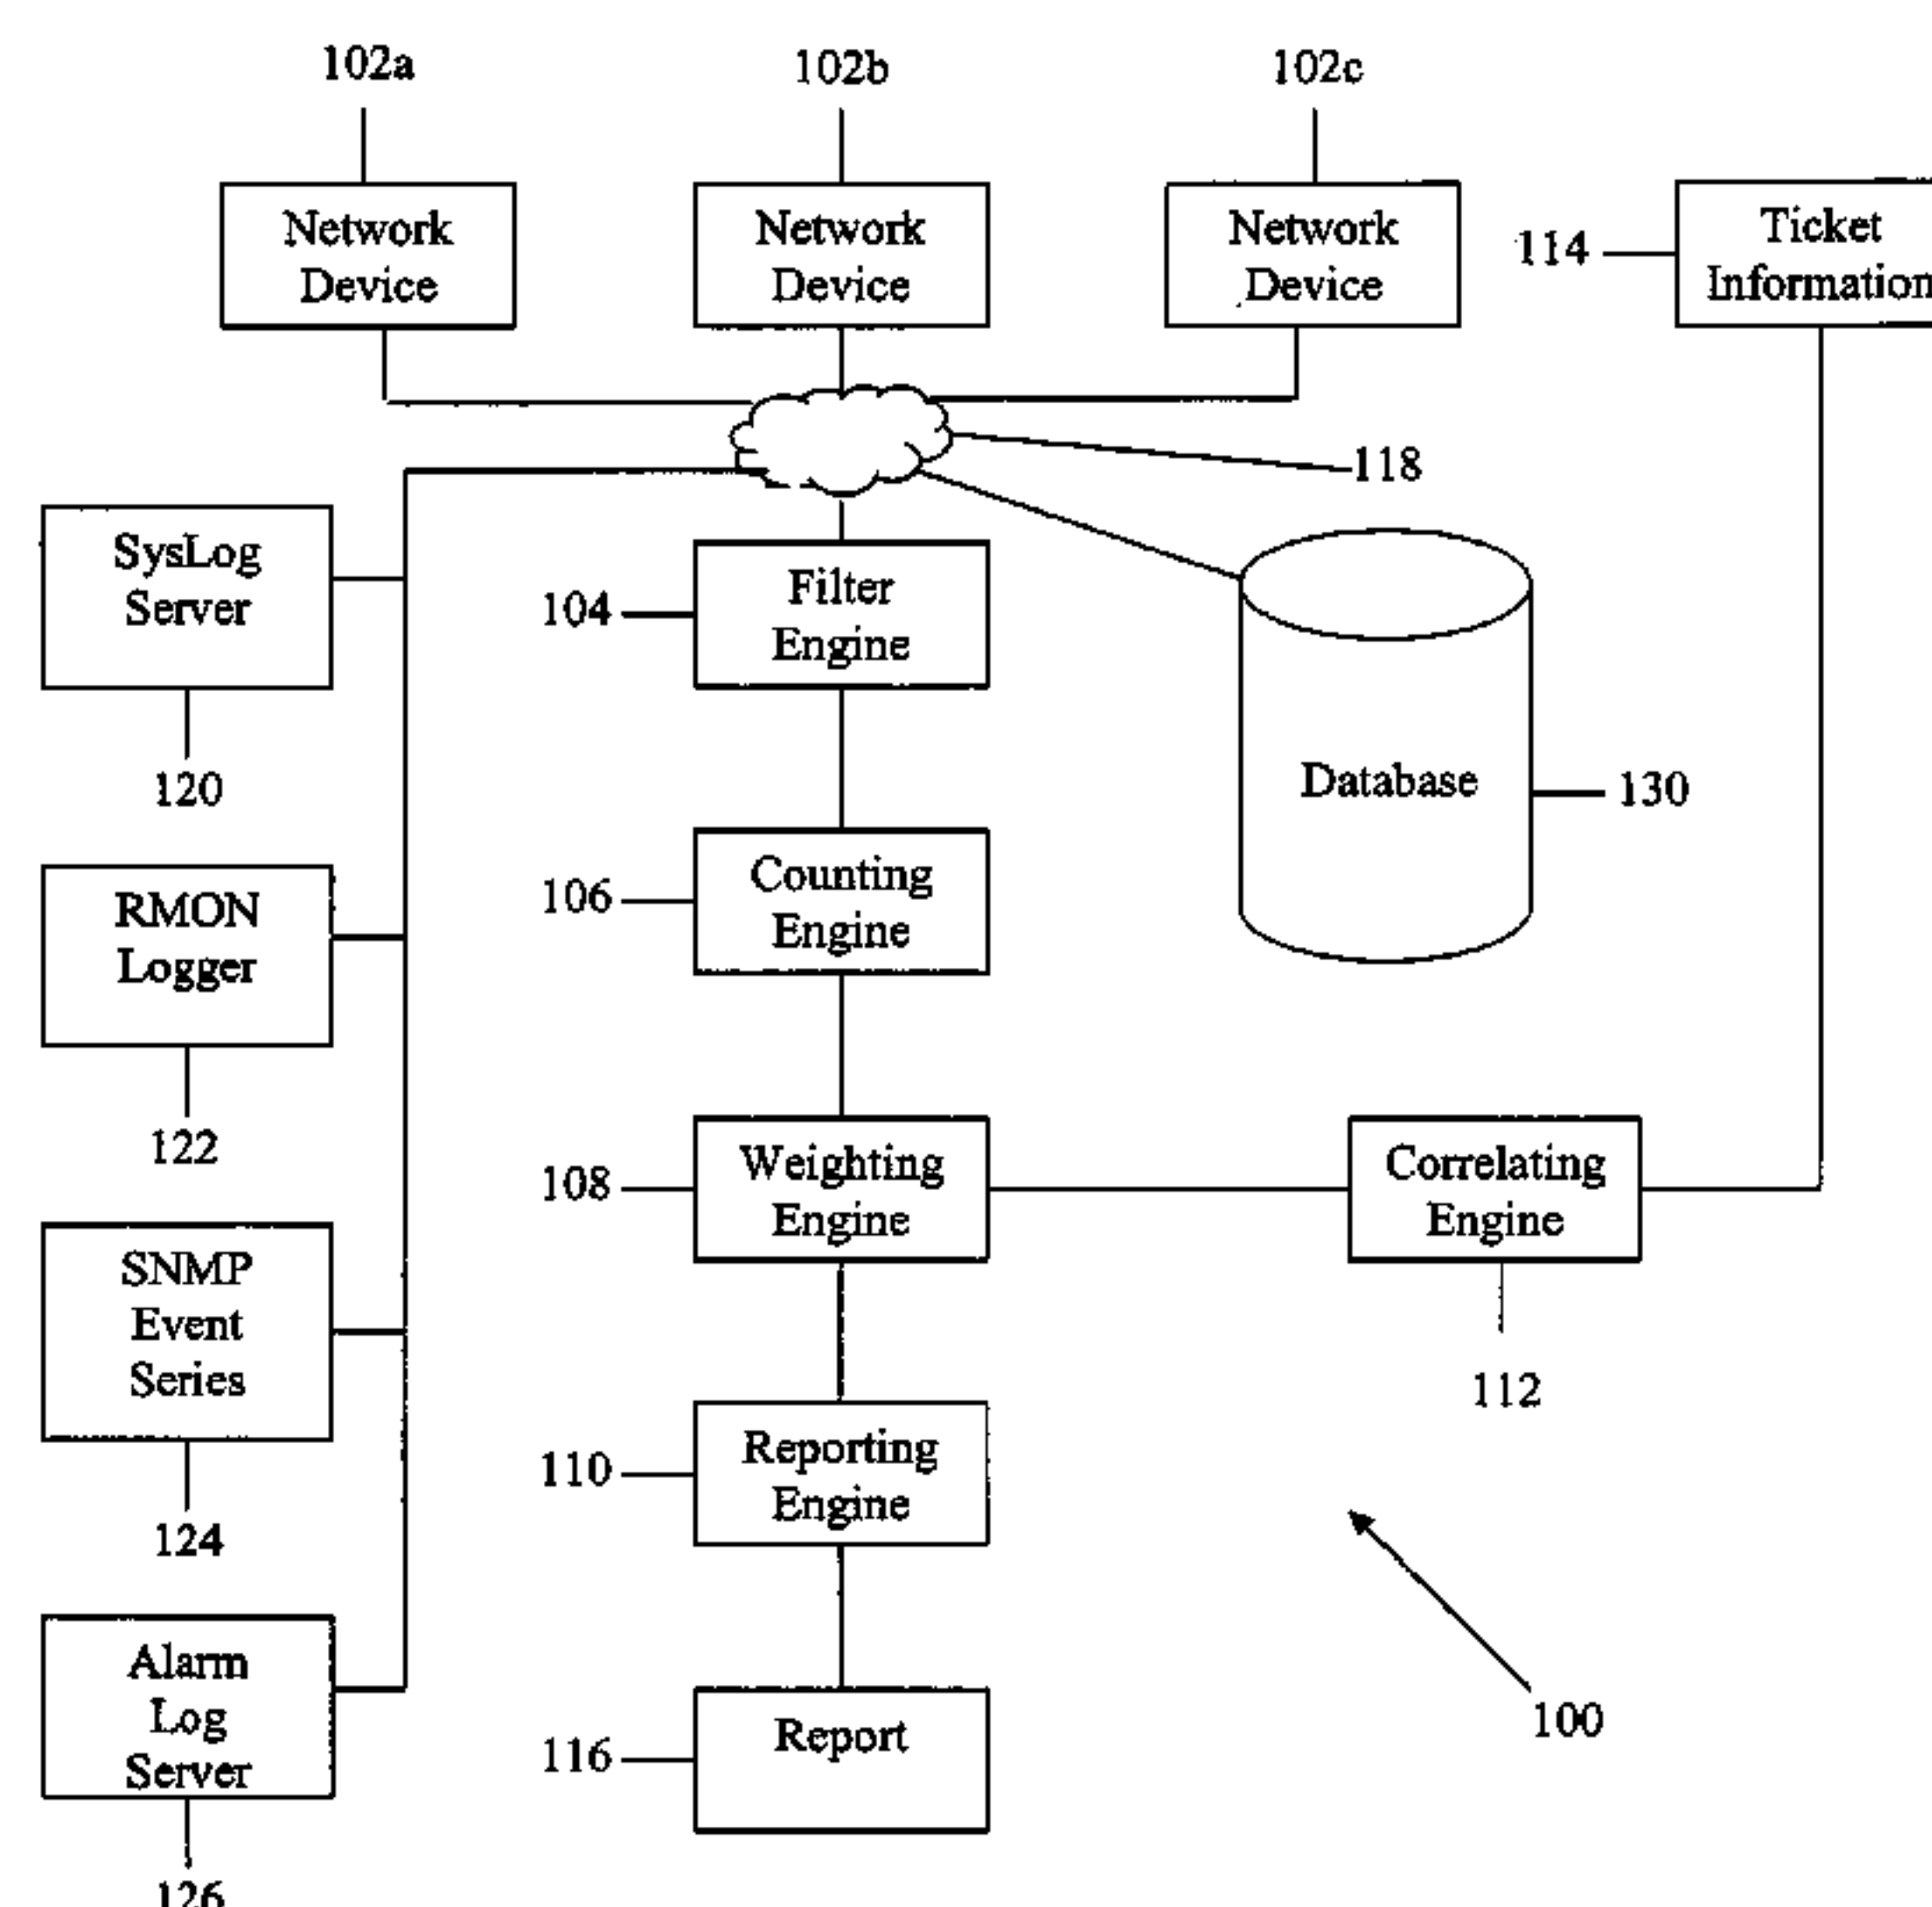 102a
102b
102c
Network
Device
Network
Device
Network
Device
114
Ticket
Information
118
SysLog
Server
120
104
Filter
Engine
Database
130
RMON
Logger
122
106
Counting
Engine
108
Weighting
Engine
Correlating
Engine
112
SNMP
Event
Series
124
110
Reporting
Engine
Alarm
Log
Server
126
116
Report
100